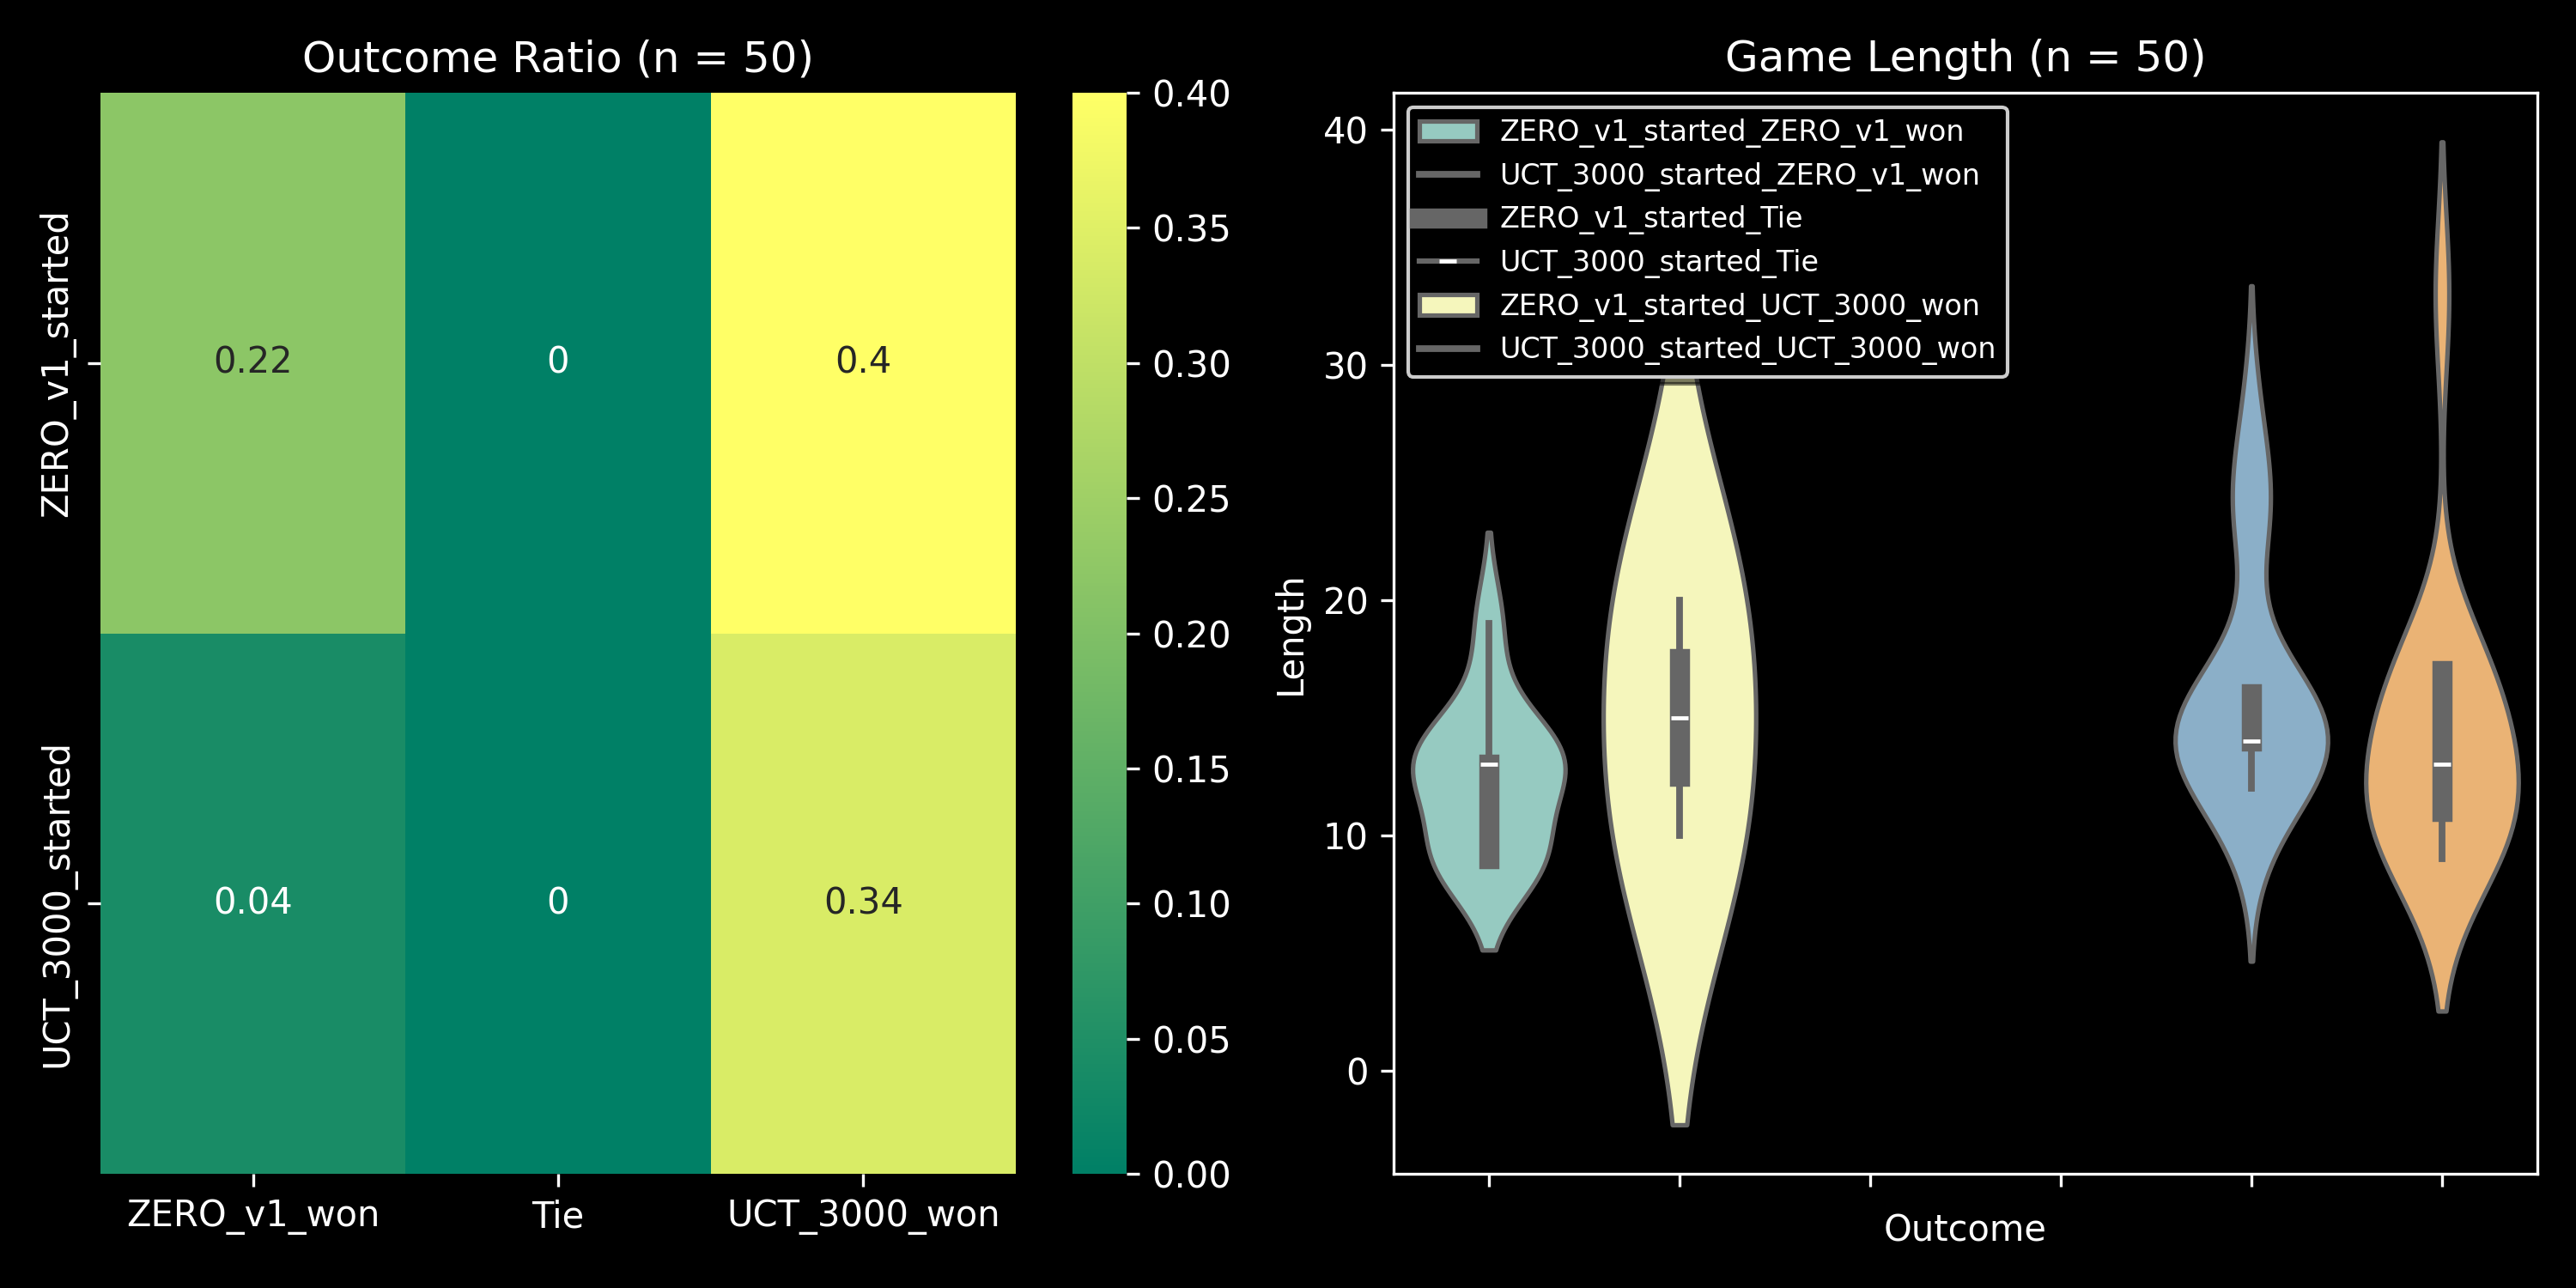 Outcome Ratio (n = 50)
ZERO_v1_started
UCT_3000_started
0.22
0
0.4
0.04
0
0.34
ZERO_v1_won
Tie
UCT_3000_won
0.40
0.35
0.30
0.25
0.20
0.15
0.10
0.05
0.00
Game Length (n = 50)
Length
40
30
20
10
0
ZERO_v1_started_ZERO_v1_won
UCT_3000_started_ZERO_v1_won
ZERO_v1_started_Tie
UCT_3000_started_Tie
ZERO_v1_started_UCT_3000_won
UCT_3000_started_UCT_3000_won
Outcome